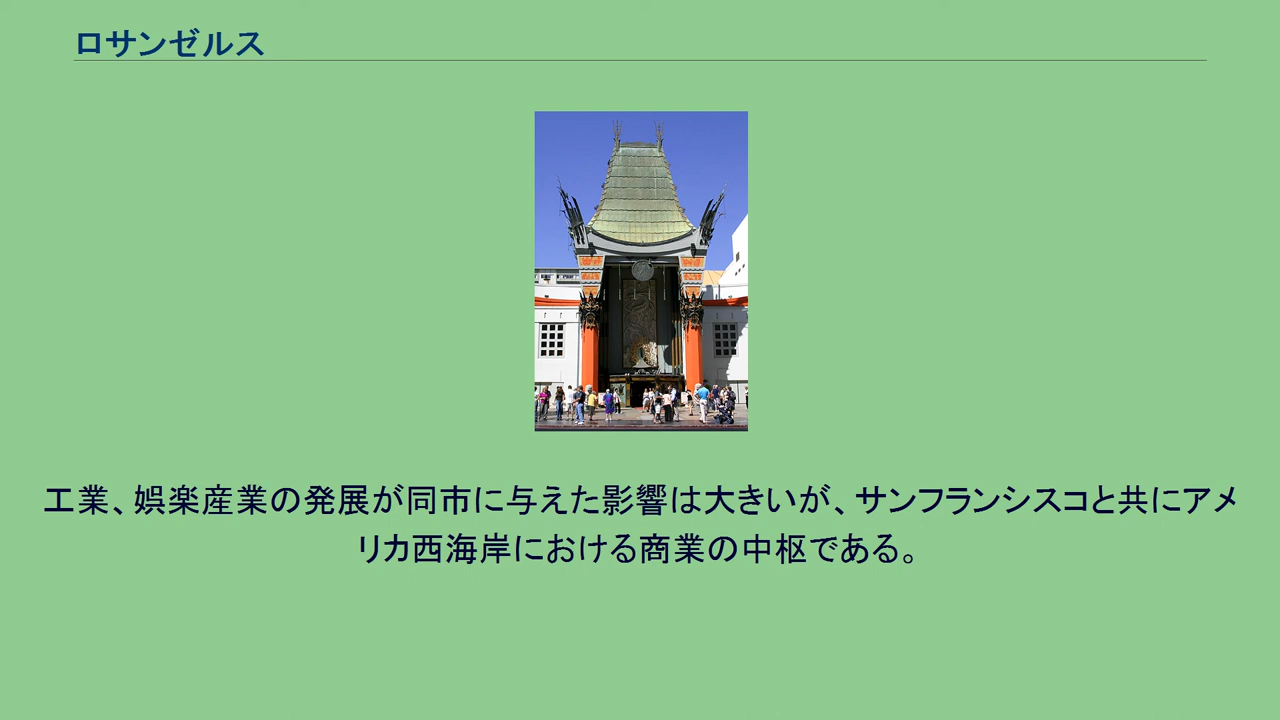 ロサンゼルス
工業、娯楽産業の発展が同市に与えた影響は大きいが、サンフランシスコと共にアメ
リカ西海岸における商業の中枢である。